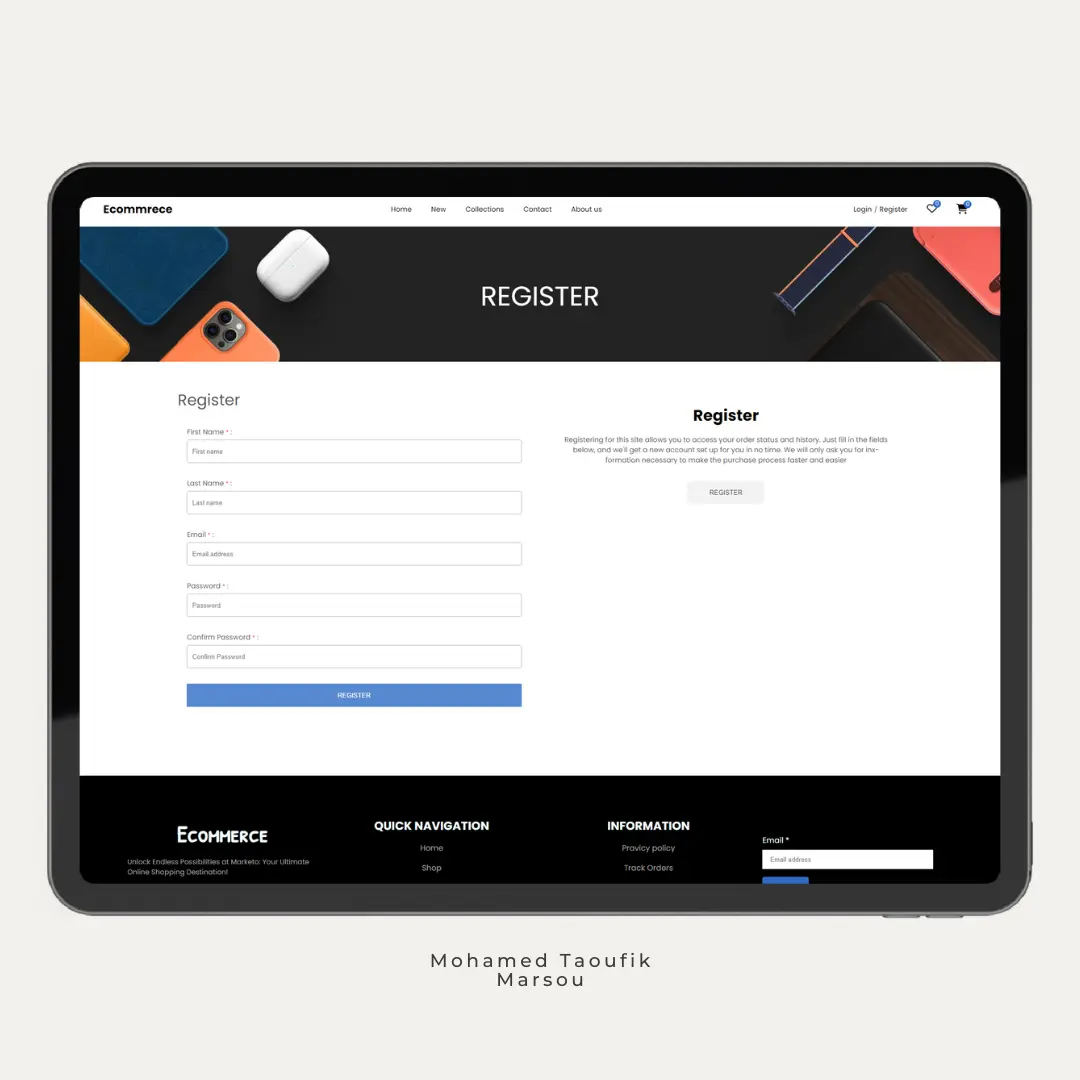 Ecommrece
Home New Collections Contact About us
Login / Register 0 0
REGISTER
Register
First Name * :
First name
Last Name * :
Last name
Email * :
Email address
Password * :
Password
Confirm Password * :
Confirm Password
REGISTER
Register
Registering for this site allows you to access your order status and history. Just fill in the fields
below, and we'll get a new account set up for you in no time. We will only ask you for inx-
formation necessary to make the purchase process faster and easier
REGISTER
Ecommerce
Unlock Endless Possibilities at Marketo: Your Ultimate
Online Shopping Destination!
QUICK NAVIGATION
Home
Shop
INFORMATION
Pravicy policy
Track Orders
Email *
Email address
Mohamed Taoufik
Marsou